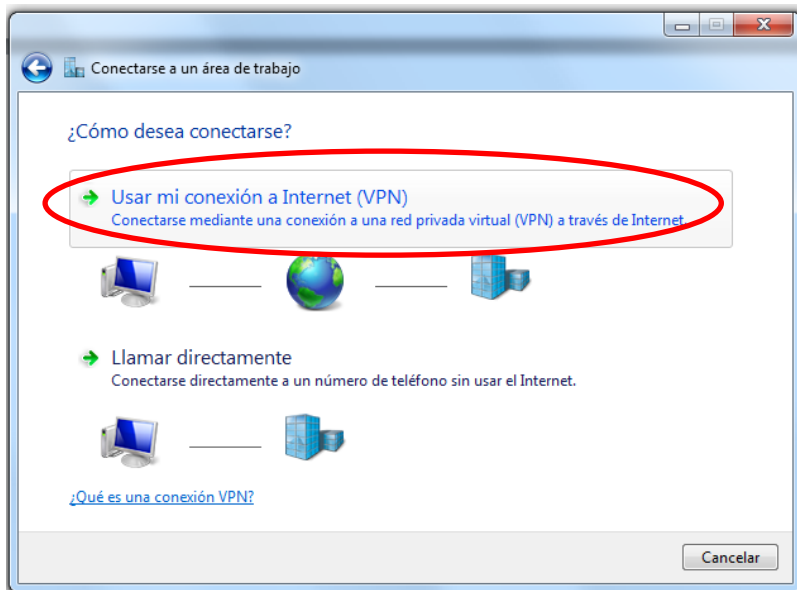 Conectarse a un área de trabajo
¿Cómo desea conectarse?
Usar mi conexión a Internet (VPN)
Conectarse mediante una conexión a una red privada virtual (VPN) a través de Internet.
Llamar directamente
Conectarse directamente a un número de teléfono sin usar el Internet.
¿Qué es una conexión VPN?
Cancelar